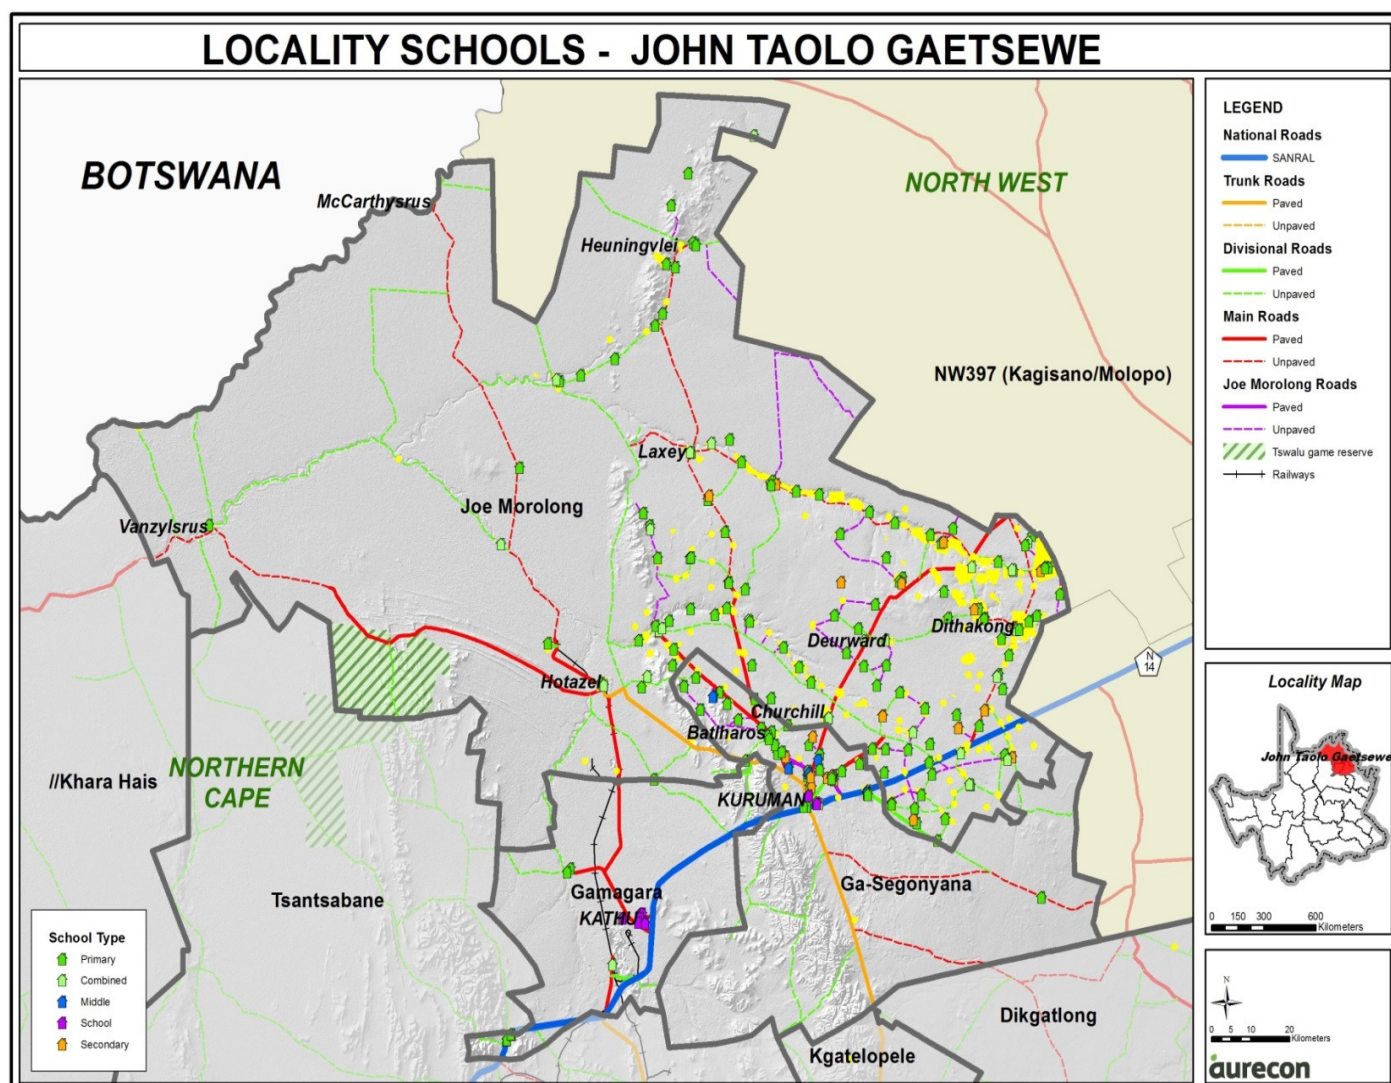 LOCALITY SCHOOLS - JOHN TAOLO GAETSEWE
BOTSWANA
McCarthysrus
NORTH WEST
Heuningvlei
NW397 (Kagisano/Molopo)
Laxey
Joe Morolong
Vanzylsrus
Dithakong
Deurward
N
14
Hotazel
Churchill
Batlharos
//Khara Hais
NORTHERN
CAPE
KURUMAN
Ga-Segonyana
Gamagara
Tsantsabane
KATHU
Dikgatlong
Kgatelopele
School Type
Primary
Combined
Middle
School
Secondary
LEGEND
National Roads
SANRAL
Trunk Roads
Paved
Unpaved
Divisional Roads
Paved
Unpaved
Main Roads
Paved
Unpaved
Joe Morolong Roads
Paved
Unpaved
Tswalu game reserve
Railways
Locality Map
John Taolo Gaetsewe
0 150 300 600
Kilometers
N
0 5 10 20
Kilometers
aurecon